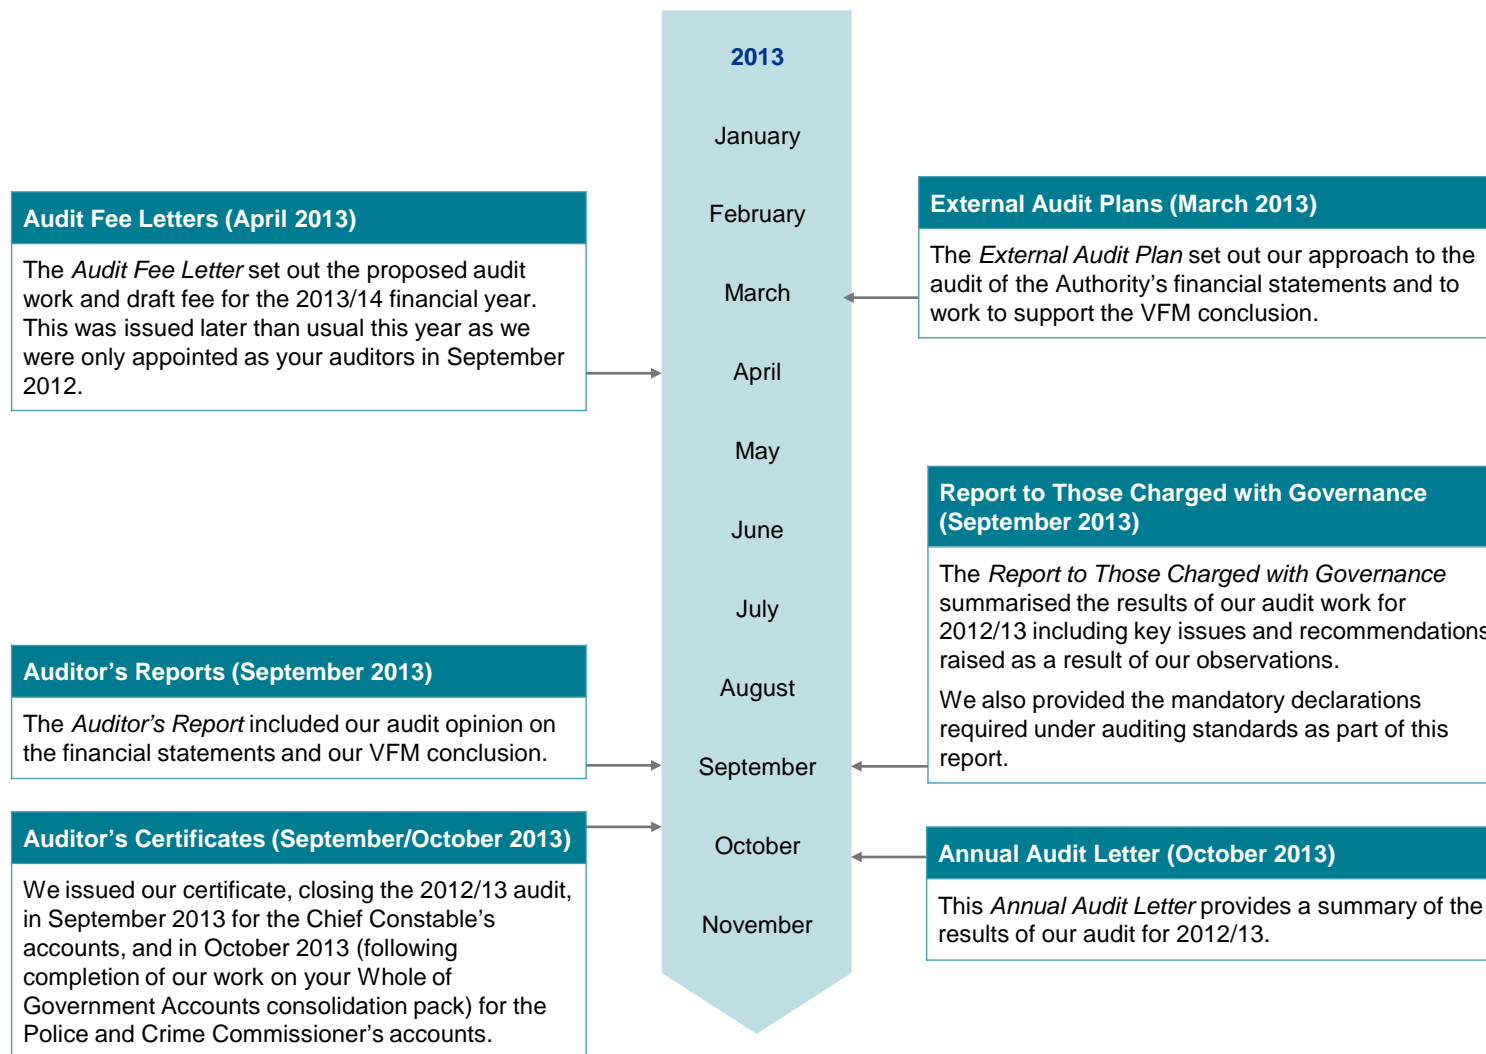 2013
January
February
March
April
May
June
July
August
September
October
November
Audit Fee Letters (April 2013)
The Audit Fee Letter set out the proposed audit
work and draft fee for the 2013/14 financial year.
This was issued later than usual this year as we
were only appointed as your auditors in September
2012.
Auditor's Reports (September 2013)
The Auditor's Report included our audit opinion on
the financial statements and our VFM conclusion.
Auditor's Certificates (September/October 2013)
We issued our certificate, closing the 2012/13 audit,
in September 2013 for the Chief Constable's
accounts, and in October 2013 (following
completion of our work on your Whole of
Government Accounts consolidation pack) for the
Police and Crime Commissioner's accounts.
External Audit Plans (March 2013)
The External Audit Plan set out our approach to the
audit of the Authority's financial statements and to
work to support the VFM conclusion.
Report to Those Charged with Governance
(September 2013)
The Report to Those Charged with Governance
summarised the results of our audit work for
2012/13 including key issues and recommendations
raised as a result of our observations.
We also provided the mandatory declarations
required under auditing standards as part of this
report.
Annual Audit Letter (October 2013)
This Annual Audit Letter provides a summary of the
results of our audit for 2012/13.